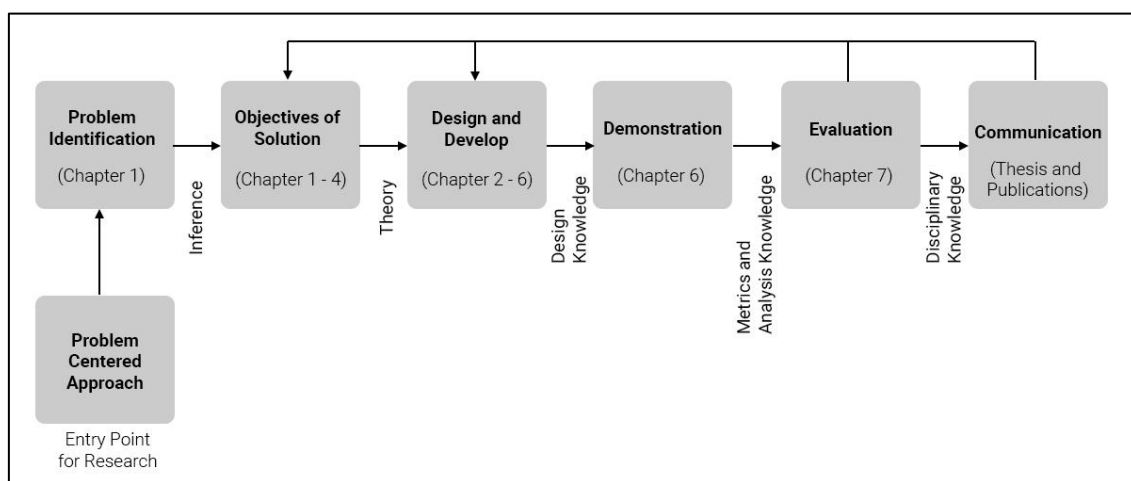 Problem
Identification
(Chapter 1)
Inference
Objectives of
Solution
(Chapter 1 - 4)
Theory
Design and
Develop
(Chapter 2 - 6)
Design
Knowledge
Demonstration
(Chapter 6)
Metrics and
Analysis Knowledge
Evaluation
(Chapter 7)
Disciplinary
Knowledge
Communication
(Thesis and
Publications)
Problem
Centered
Approach
Entry Point
for Research